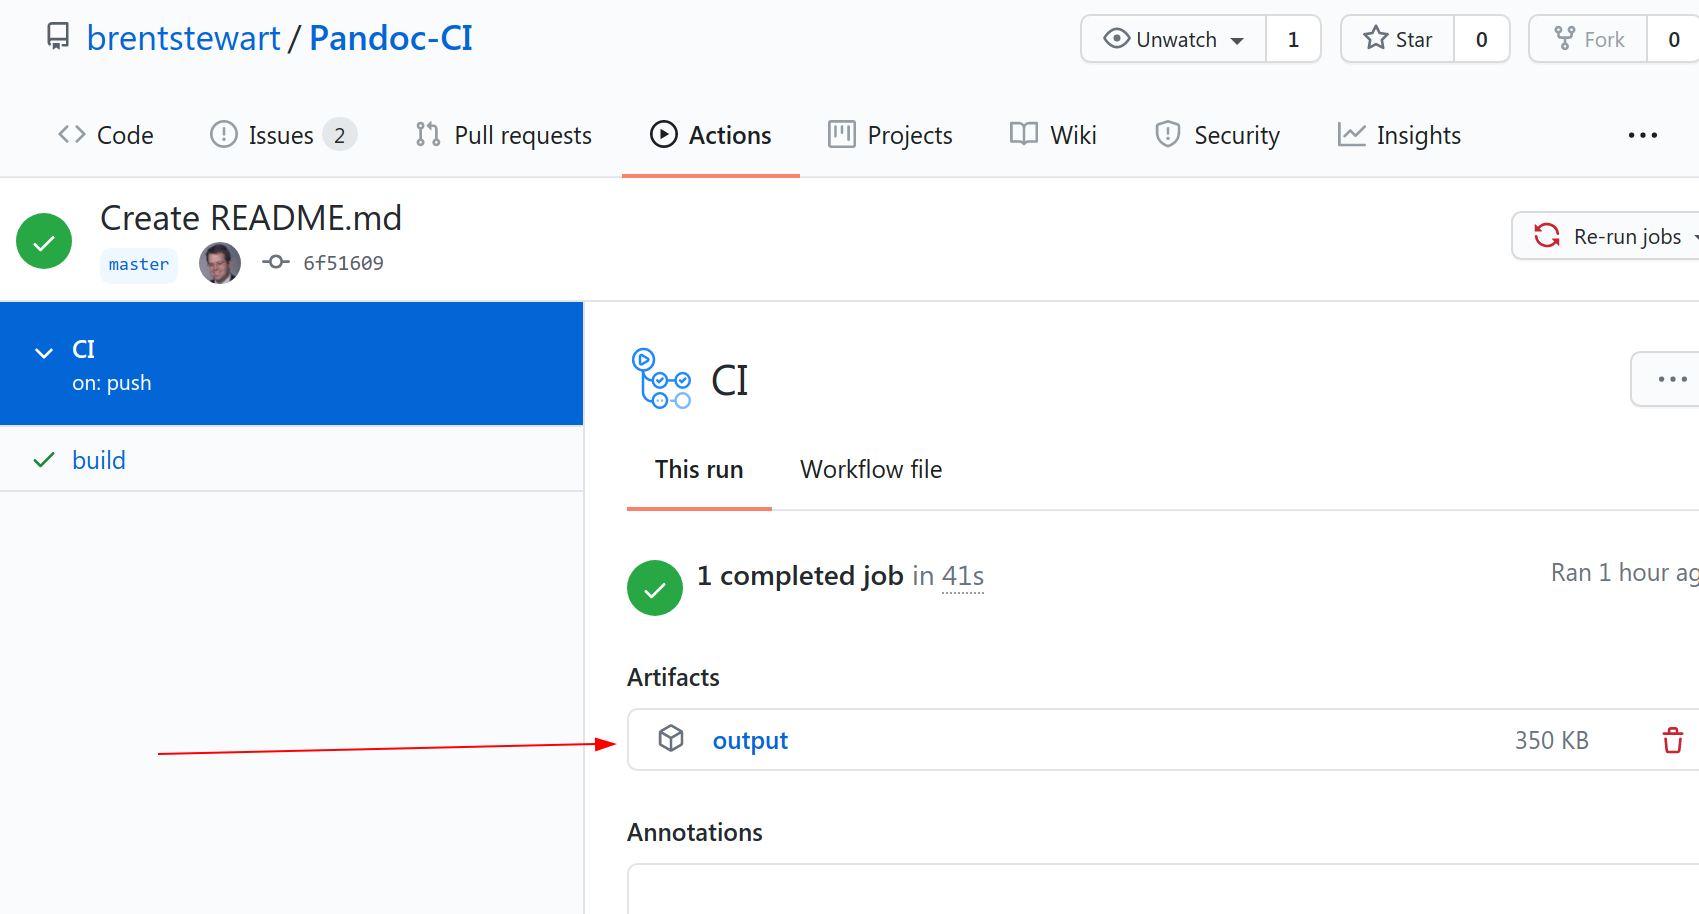 brentstewart / Pandoc-CI
Unwatch 1 Star 0 Fork 0
Code Issues 2 Pull requests Actions Projects Wiki Security Insights ...
Create README.md
master 6f51609
Re-run jobs
CI
on: push
build
CI
...
This run Workflow file
1 completed job in 41s
Ran 1 hour ag
Artifacts
output 350 KB
Annotations